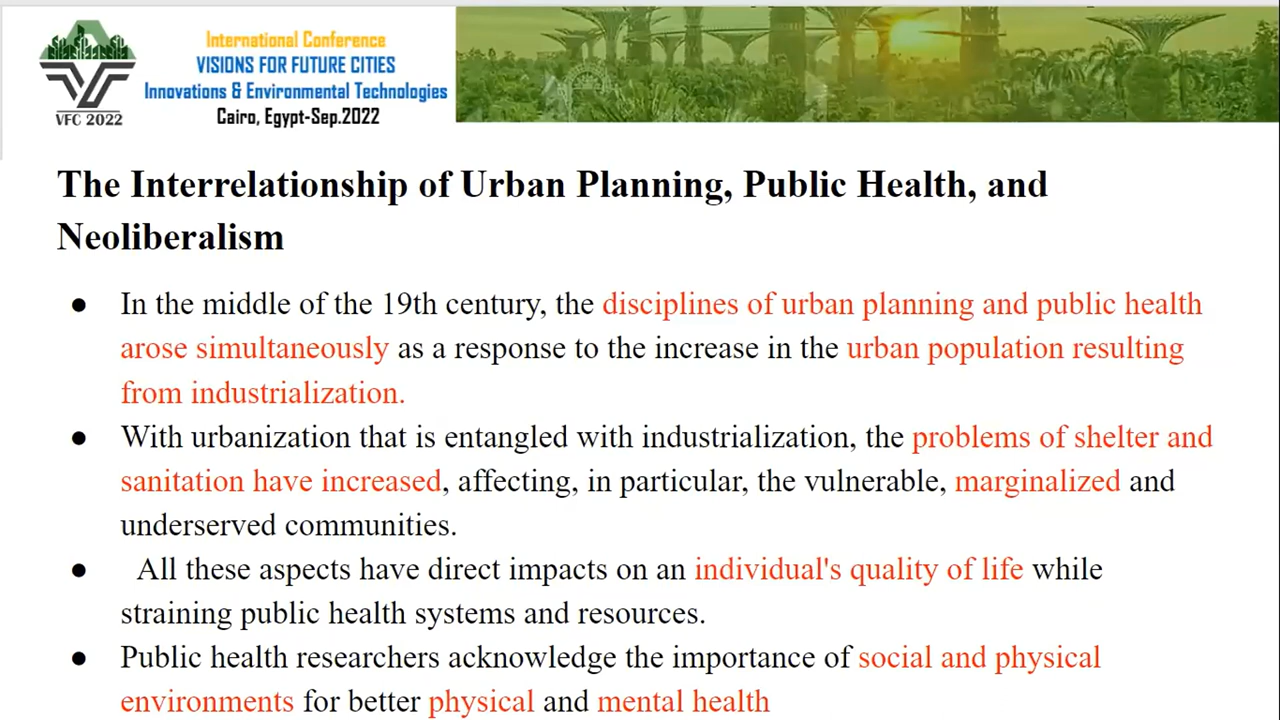 International Conference
VISIONS FOR FUTURE CITIES
Innovations & Environmental Technologies
Cairo, Egypt-Sep.2022
VFC 2022
The Interrelationship of Urban Planning, Public Health, and
Neoliberalism
● In the middle of the 19th century, the disciplines of urban planning and public health
arose simultaneously as a response to the increase in the urban population resulting
from industrialization.
● With urbanization that is entangled with industrialization, the problems of shelter and
sanitation have increased, affecting, in particular, the vulnerable, marginalized and
underserved communities.
● All these aspects have direct impacts on an individual's quality of life while
straining public health systems and resources.
● Public health researchers acknowledge the importance of social and physical
environments for better physical and mental health